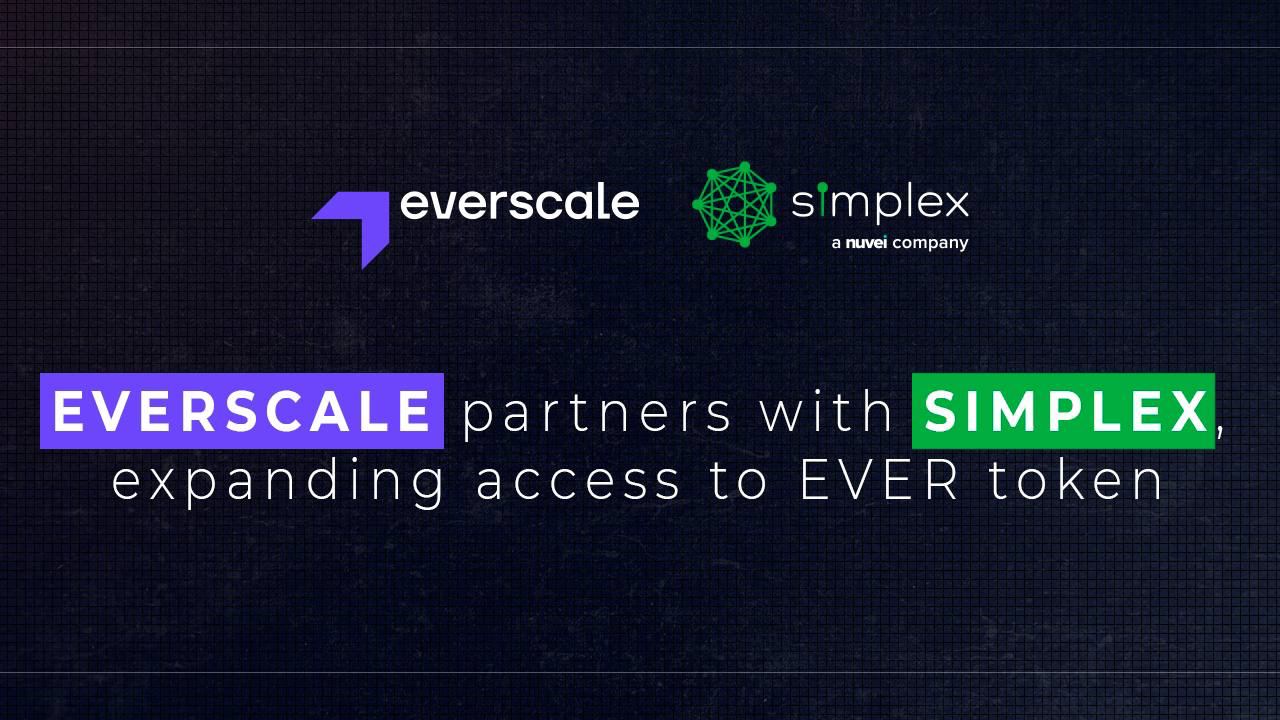 everscale
simplex
a nuvei company
EVERSCALE partners with SIMPLEX,
expanding access to EVER token